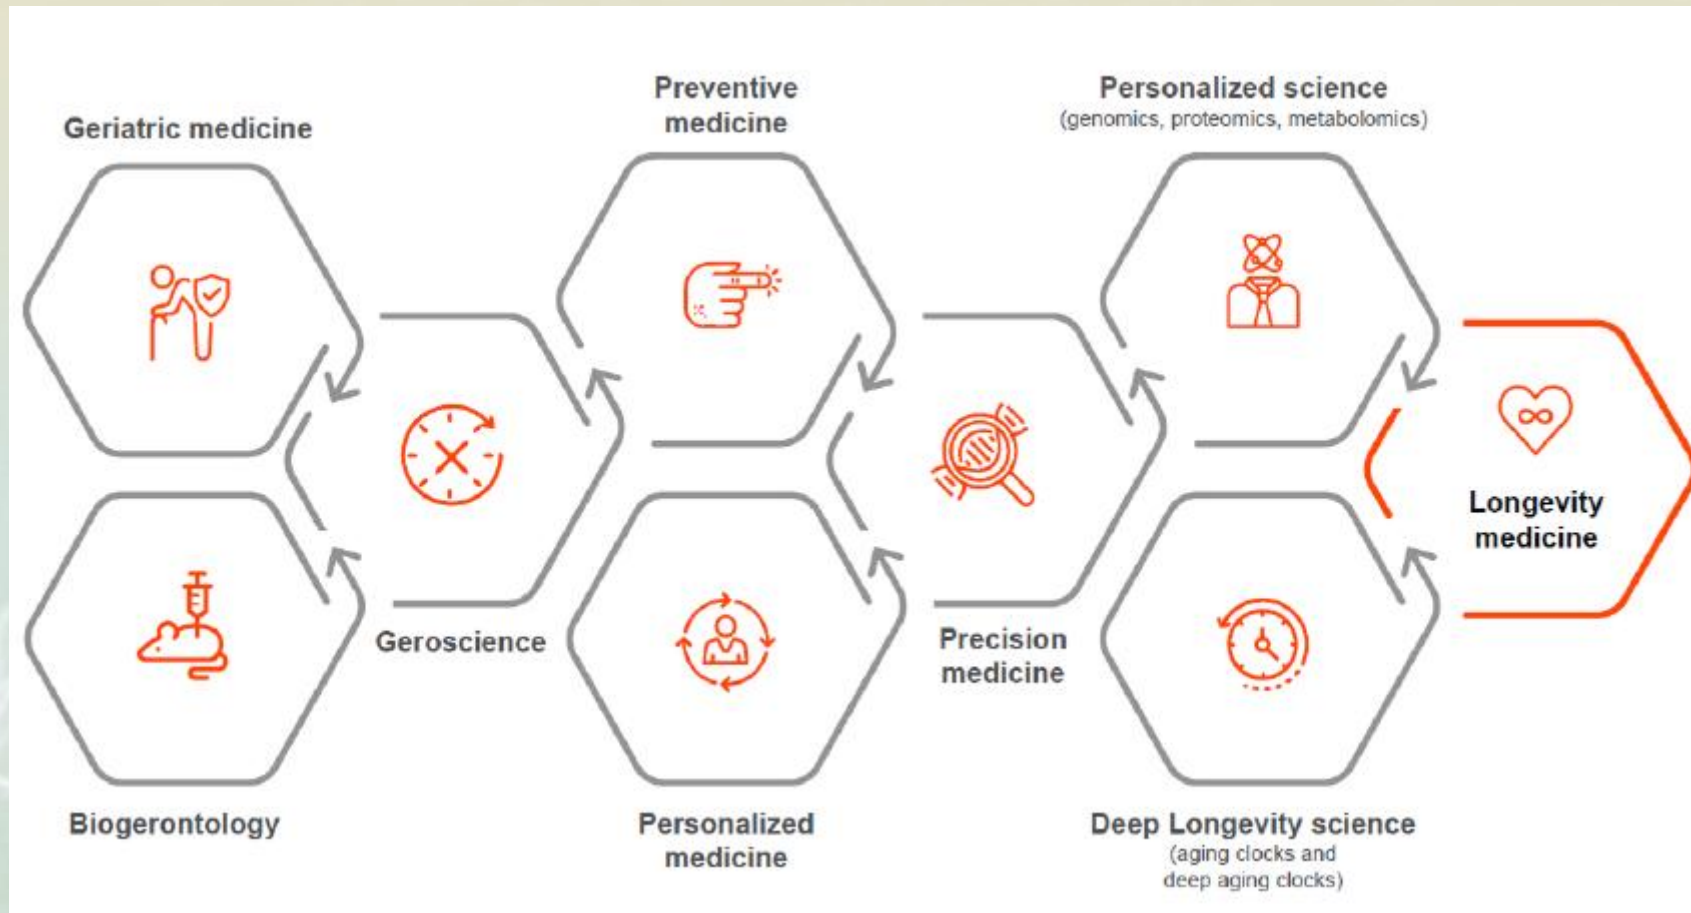 Geriatric medicine
Preventive
medicine
Personalized science
(genomics, proteomics, metabolomics)
Geroscience
Precision
medicine
Longevity
medicine
Biogerontology
Personalized
medicine
Deep Longevity science
(aging clocks and
deep aging clocks)